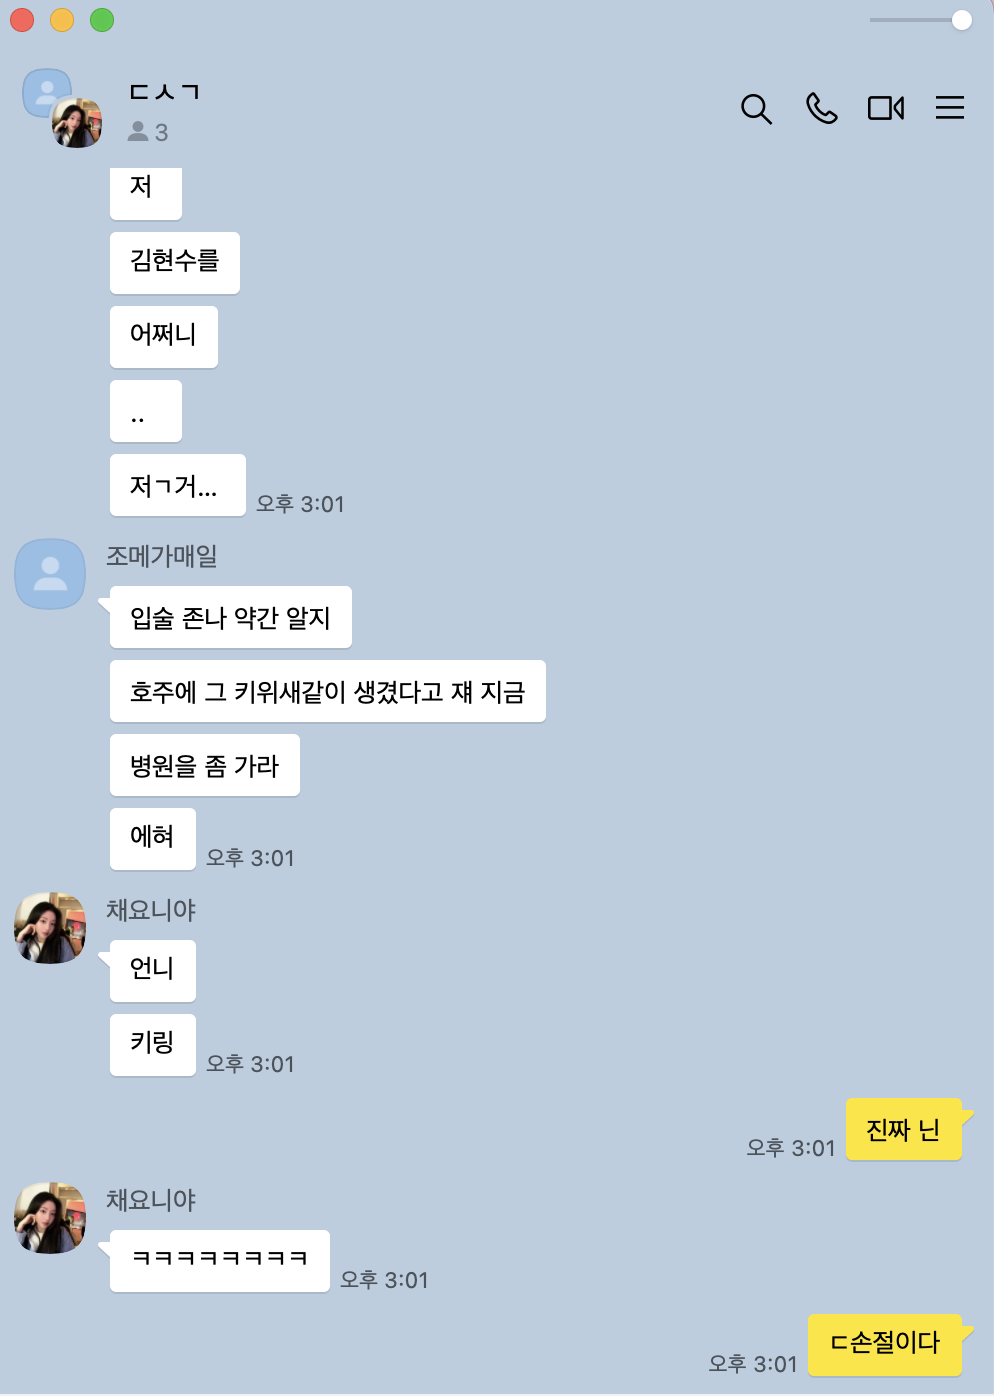 ㄷㅅㄱ
3
저
김현수를
어쩌니
..
저ㄱ거...
오후 3:01
조메가매일
입술 존나 약간 알지
호주에 그 키위새같이 생겼다고 쟤 지금
병원을 좀 가라
에혀
오후 3:01
채요니야
언니
키링
오후 3:01
진짜 닌
오후 3:01
채요니야
ㅋㅋㅋㅋㅋㅋㅋㅋ
오후 3:01
ㄷ손절이다
오후 3:01